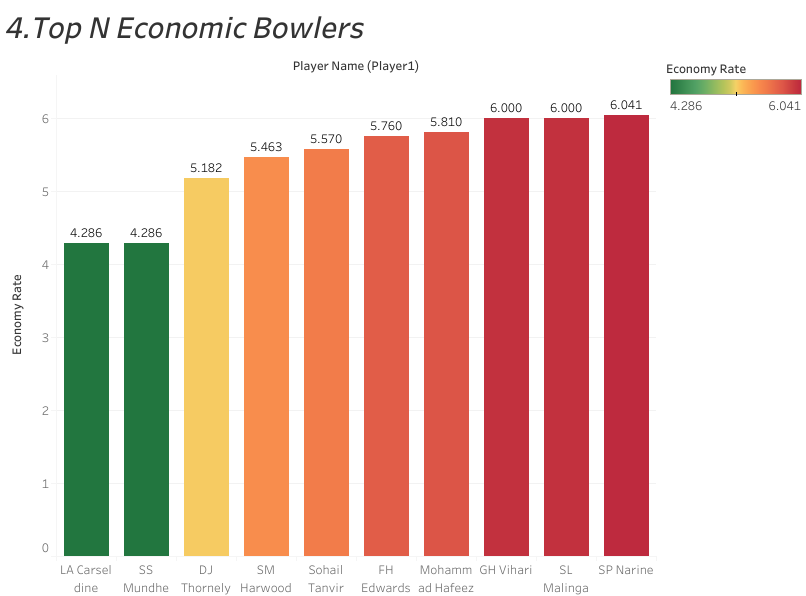 4.Top N Economic Bowlers
Player Name (Player1)
Economy Rate
4.286 6.041
Economy Rate
6
5
4
3
2
1
0
4.286 4.286 5.182 5.463 5.570 5.760 5.810 6.000 6.000 6.041
LA Carsel SS DJ SM Sohail FH Mohamm GH Vihari SL SP Narine
dine Mundhe Thornely Harwood Tanvir Edwards ad Hafeez Malinga